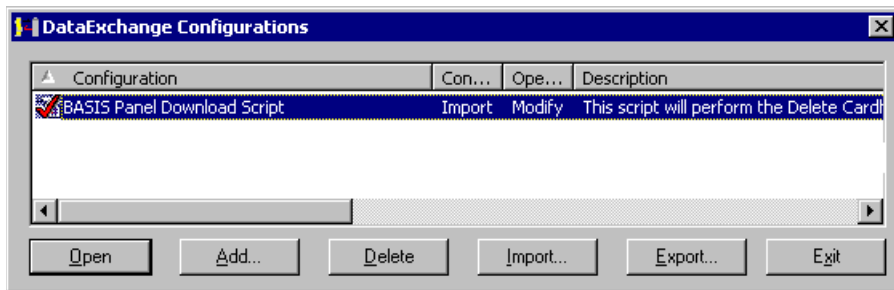 DataExchange Configurations
Configuration Con... Ope... Description
BASIS Panel Download Script Import Modify This script will perform the Delete Card
Open Add... Delete Import... Export... Exit